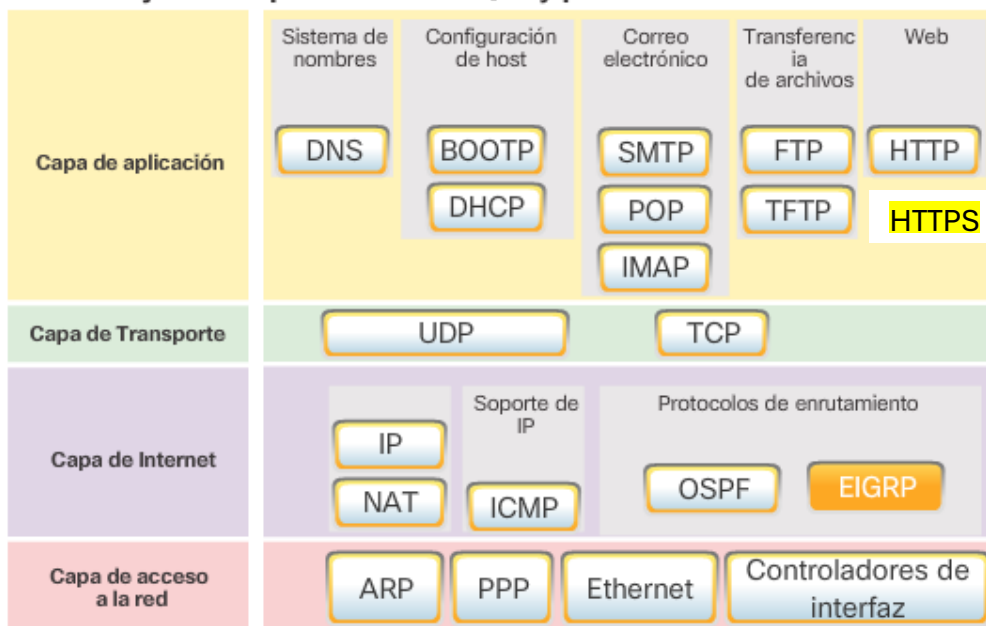 Sistema de
nombres
Configuración
de host
Correo
electrónico
Transferenc
ia
de archivos
Web
Capa de aplicación
DNS
BOOTP
DHCP
SMTP
POP
IMAP
FTP
TFTP
HTTP
HTTPS
Capa de Transporte
UDP
TCP
Capa de Internet
IP
NAT
Soporte de
IP
ICMP
Protocolos de enrutamiento
OSPF
EIGRP
Capa de acceso
a la red
ARP
PPP
Ethernet
Controladores de
interfaz